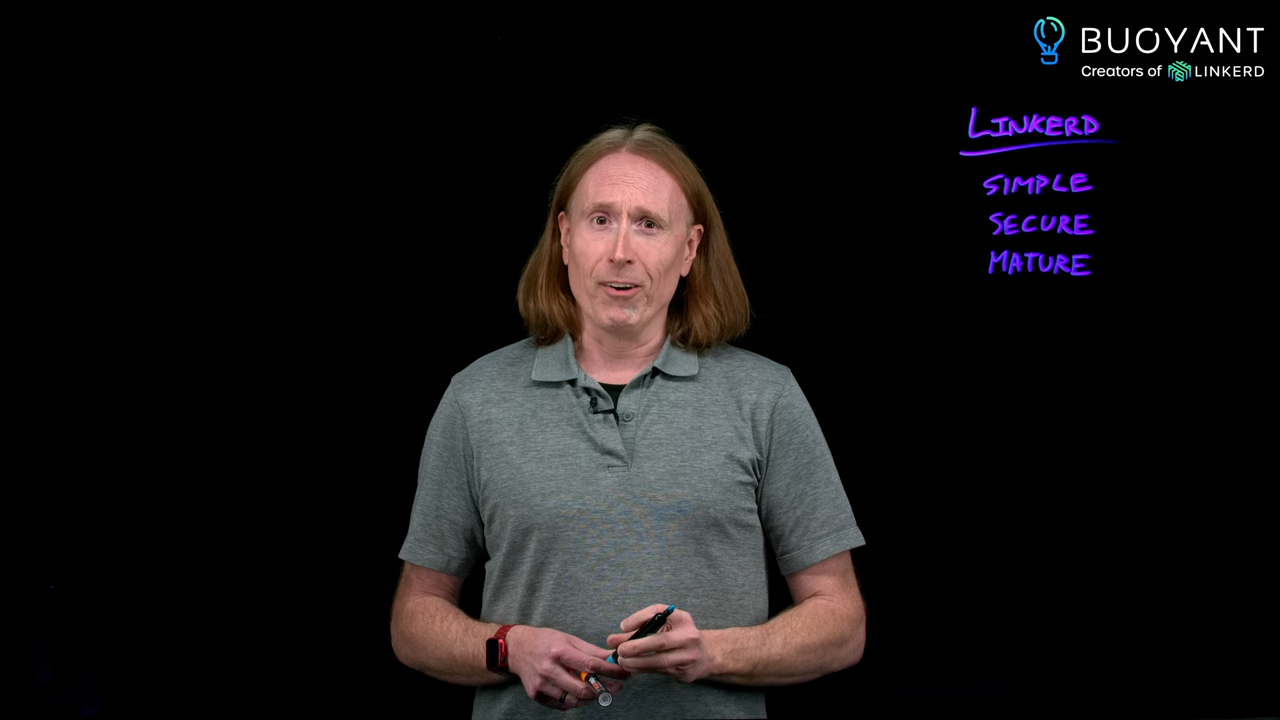 BUOYANT
Creators of LINKERD
LINKERD
SIMPLE
SECURE
MATURE